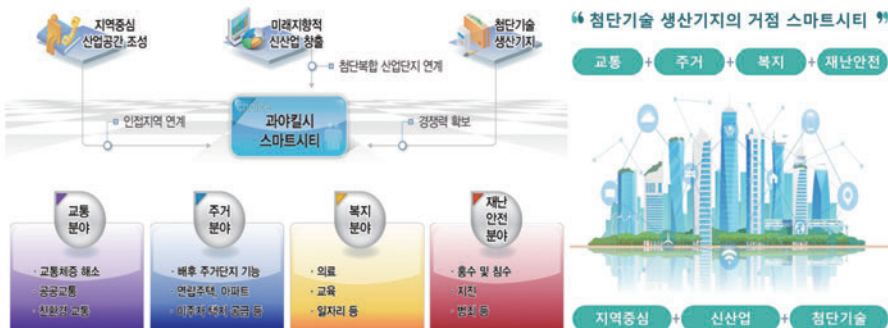 지역중심
산업공간 조성
미래지향적
신산업 창출
첨단기술
생산기지
첨단복합 산업단지 연계
인접지역 연계
과야킬시
스마트시티
경쟁력 확보
교통
분야
· 교통체증 해소
· 공공교통
· 친환경 교통
주거
분야
· 배후 주거단지 기능
· 연립주택, 아파트
· 이주자 택지 공급 등
복지
분야
· 의료
· 교육
· 일자리 등
재난
안전
분야
· 홍수 및 침수
· 지진
· 범죄 등
“ 첨단기술 생산기지의 거점 스마트시티 ”
교통 + 주거 + 복지 + 재난안전
지역중심 + 신산업 + 첨단기술